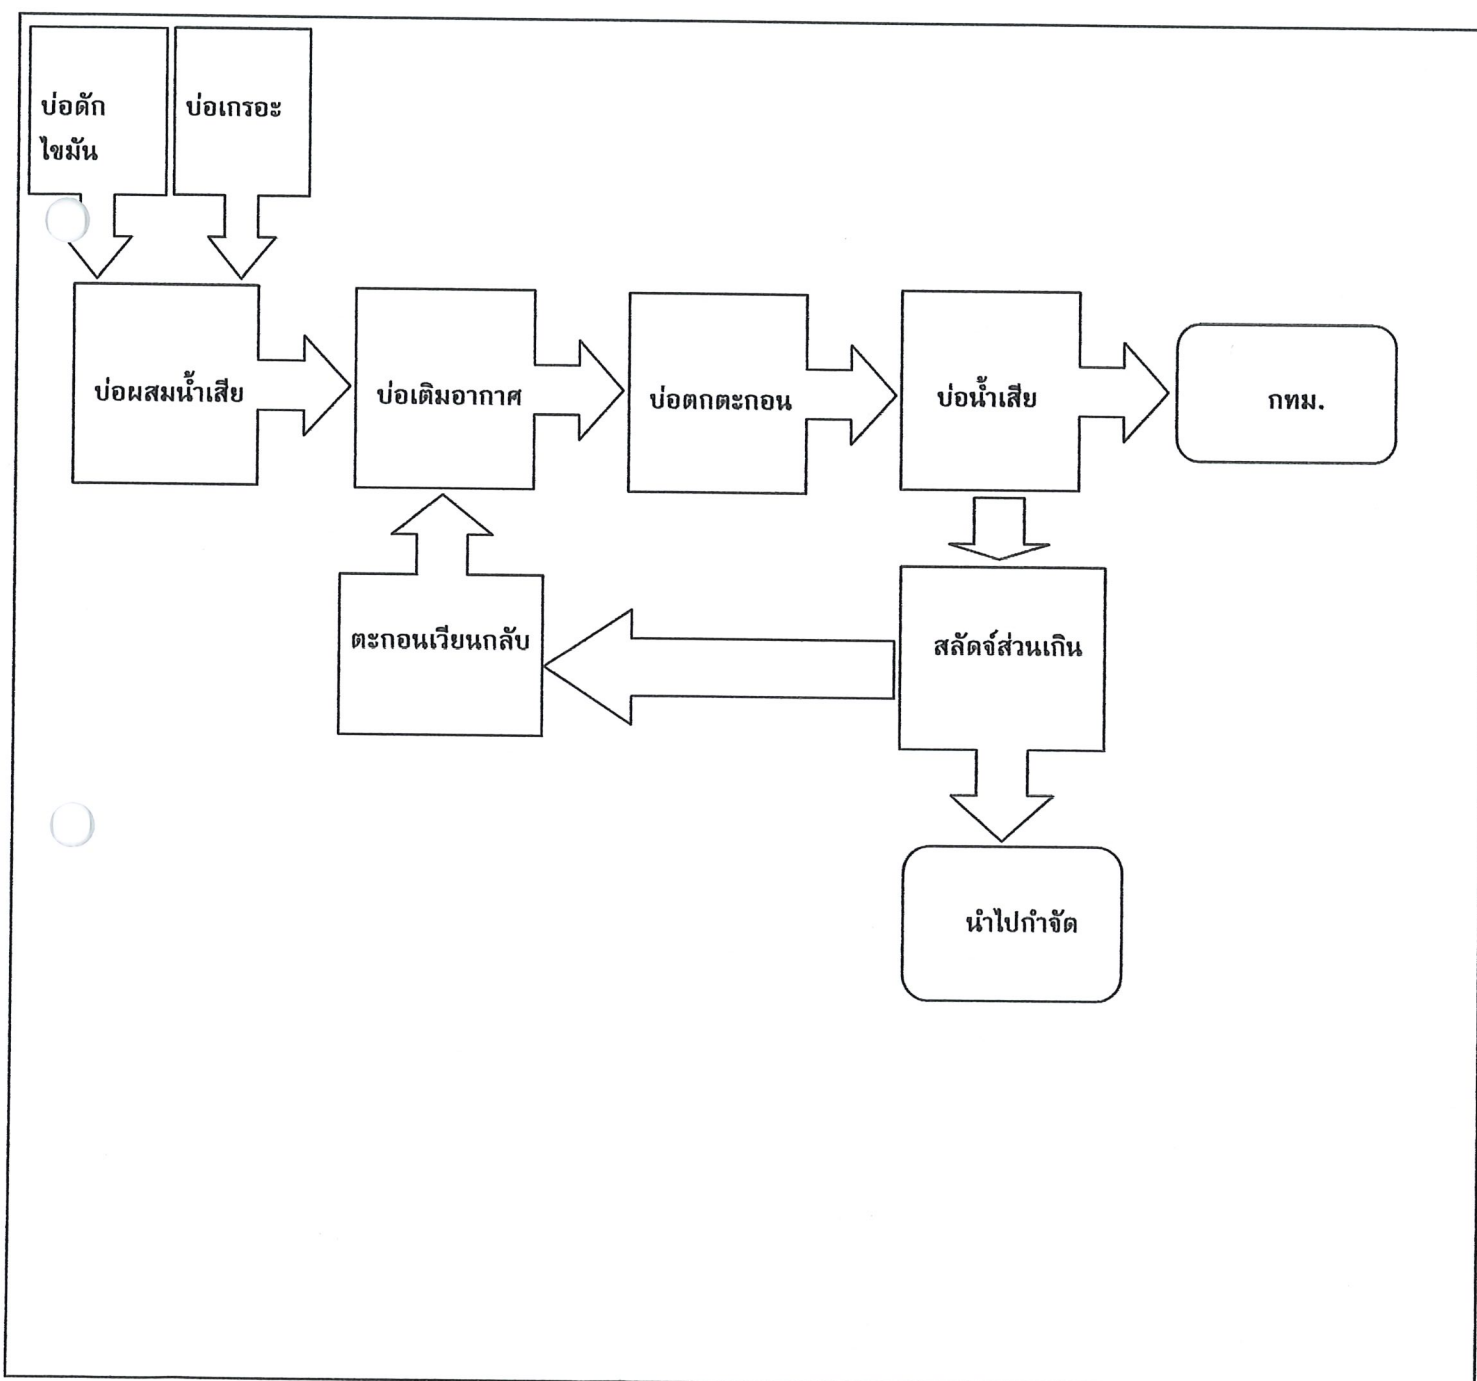 บ่อดัก
ไขมัน
บ่อเกรอะ
บ่อผสมน้ำเสีย
บ่อเติมอากาศ
บ่อตกตะกอน
บ่อน้ำเสีย
กทม.
ตะกอนเวียนกลับ
สลัดจ์ส่วนเกิน
นำไปกำจัด